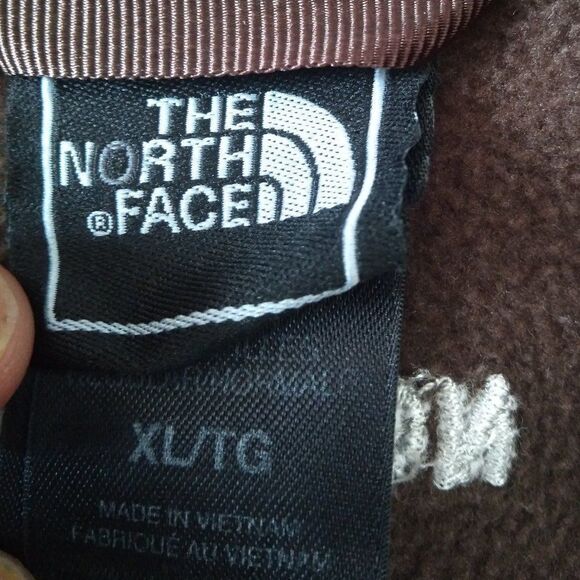 THE
NORTH
® FACE
XL/TG
MADE IN VIETNAM
FABRIQUÉ AU VIETNAM